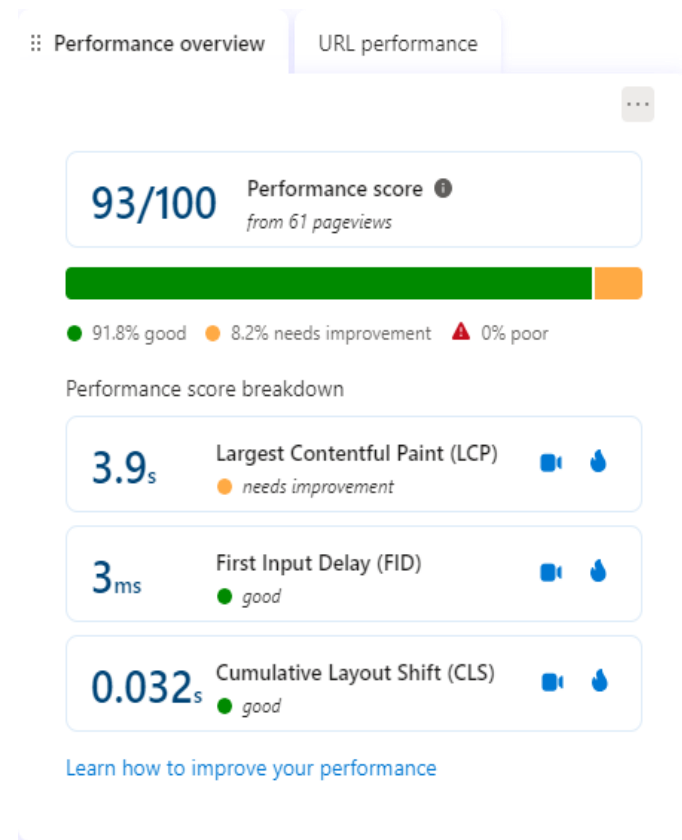 Performance overview
URL performance
...
93/100
Performance score
from 61 pageviews
91.8% good 8.2% needs improvement 0% poor
Performance score breakdown
3.9s
Largest Contentful Paint (LCP)
needs improvement
3ms
First Input Delay (FID)
good
0.032s
Cumulative Layout Shift (CLS)
good
Learn how to improve your performance